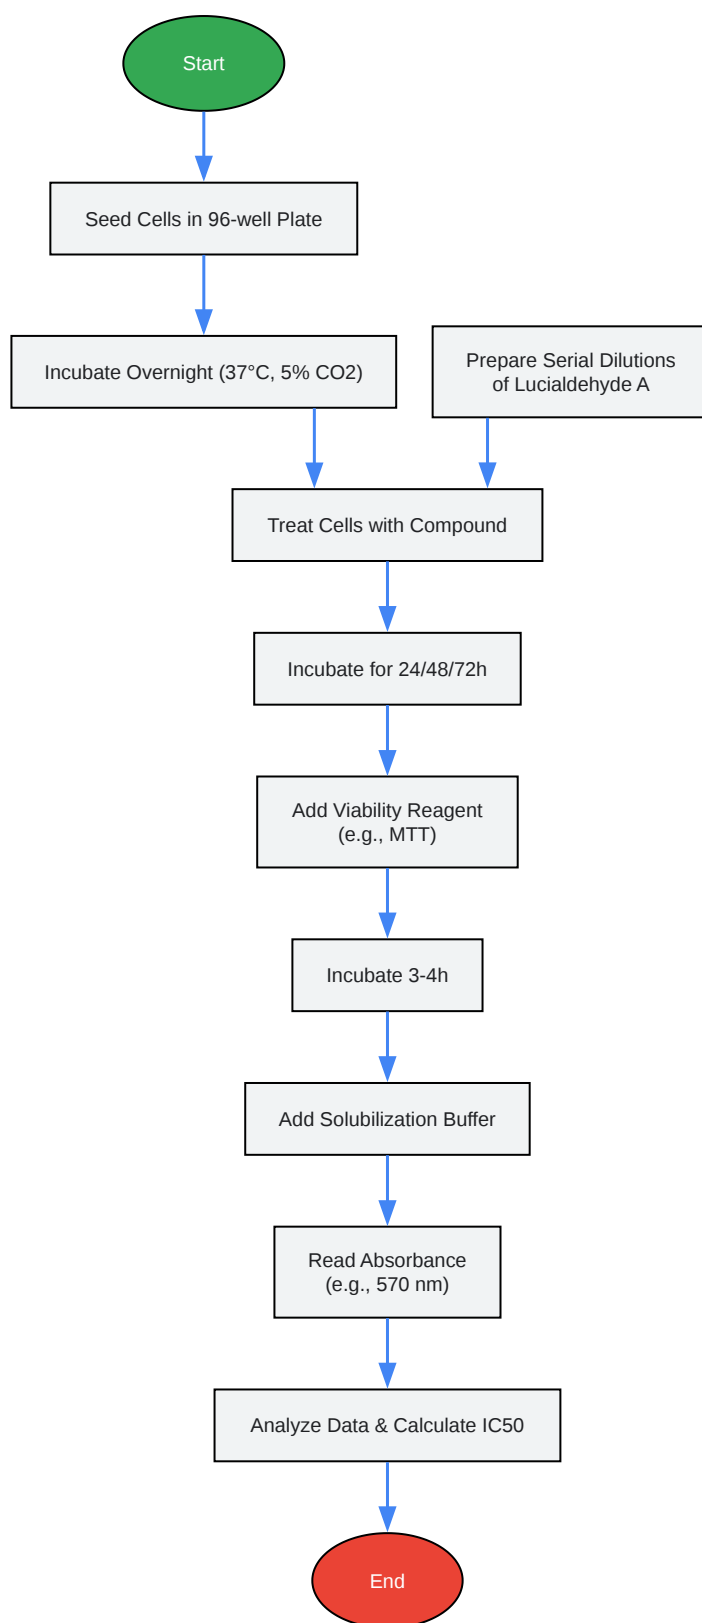 Start
Seed Cells in 96-well Plate
Incubate Overnight (37°C, 5% CO2)
Prepare Serial Dilutions
of Lucialdehyde A
Treat Cells with Compound
Incubate for 24/48/72h
Add Viability Reagent
(e.g., MTT)
Incubate 3-4h
Add Solubilization Buffer
Read Absorbance
(e.g., 570 nm)
Analyze Data & Calculate IC50
End